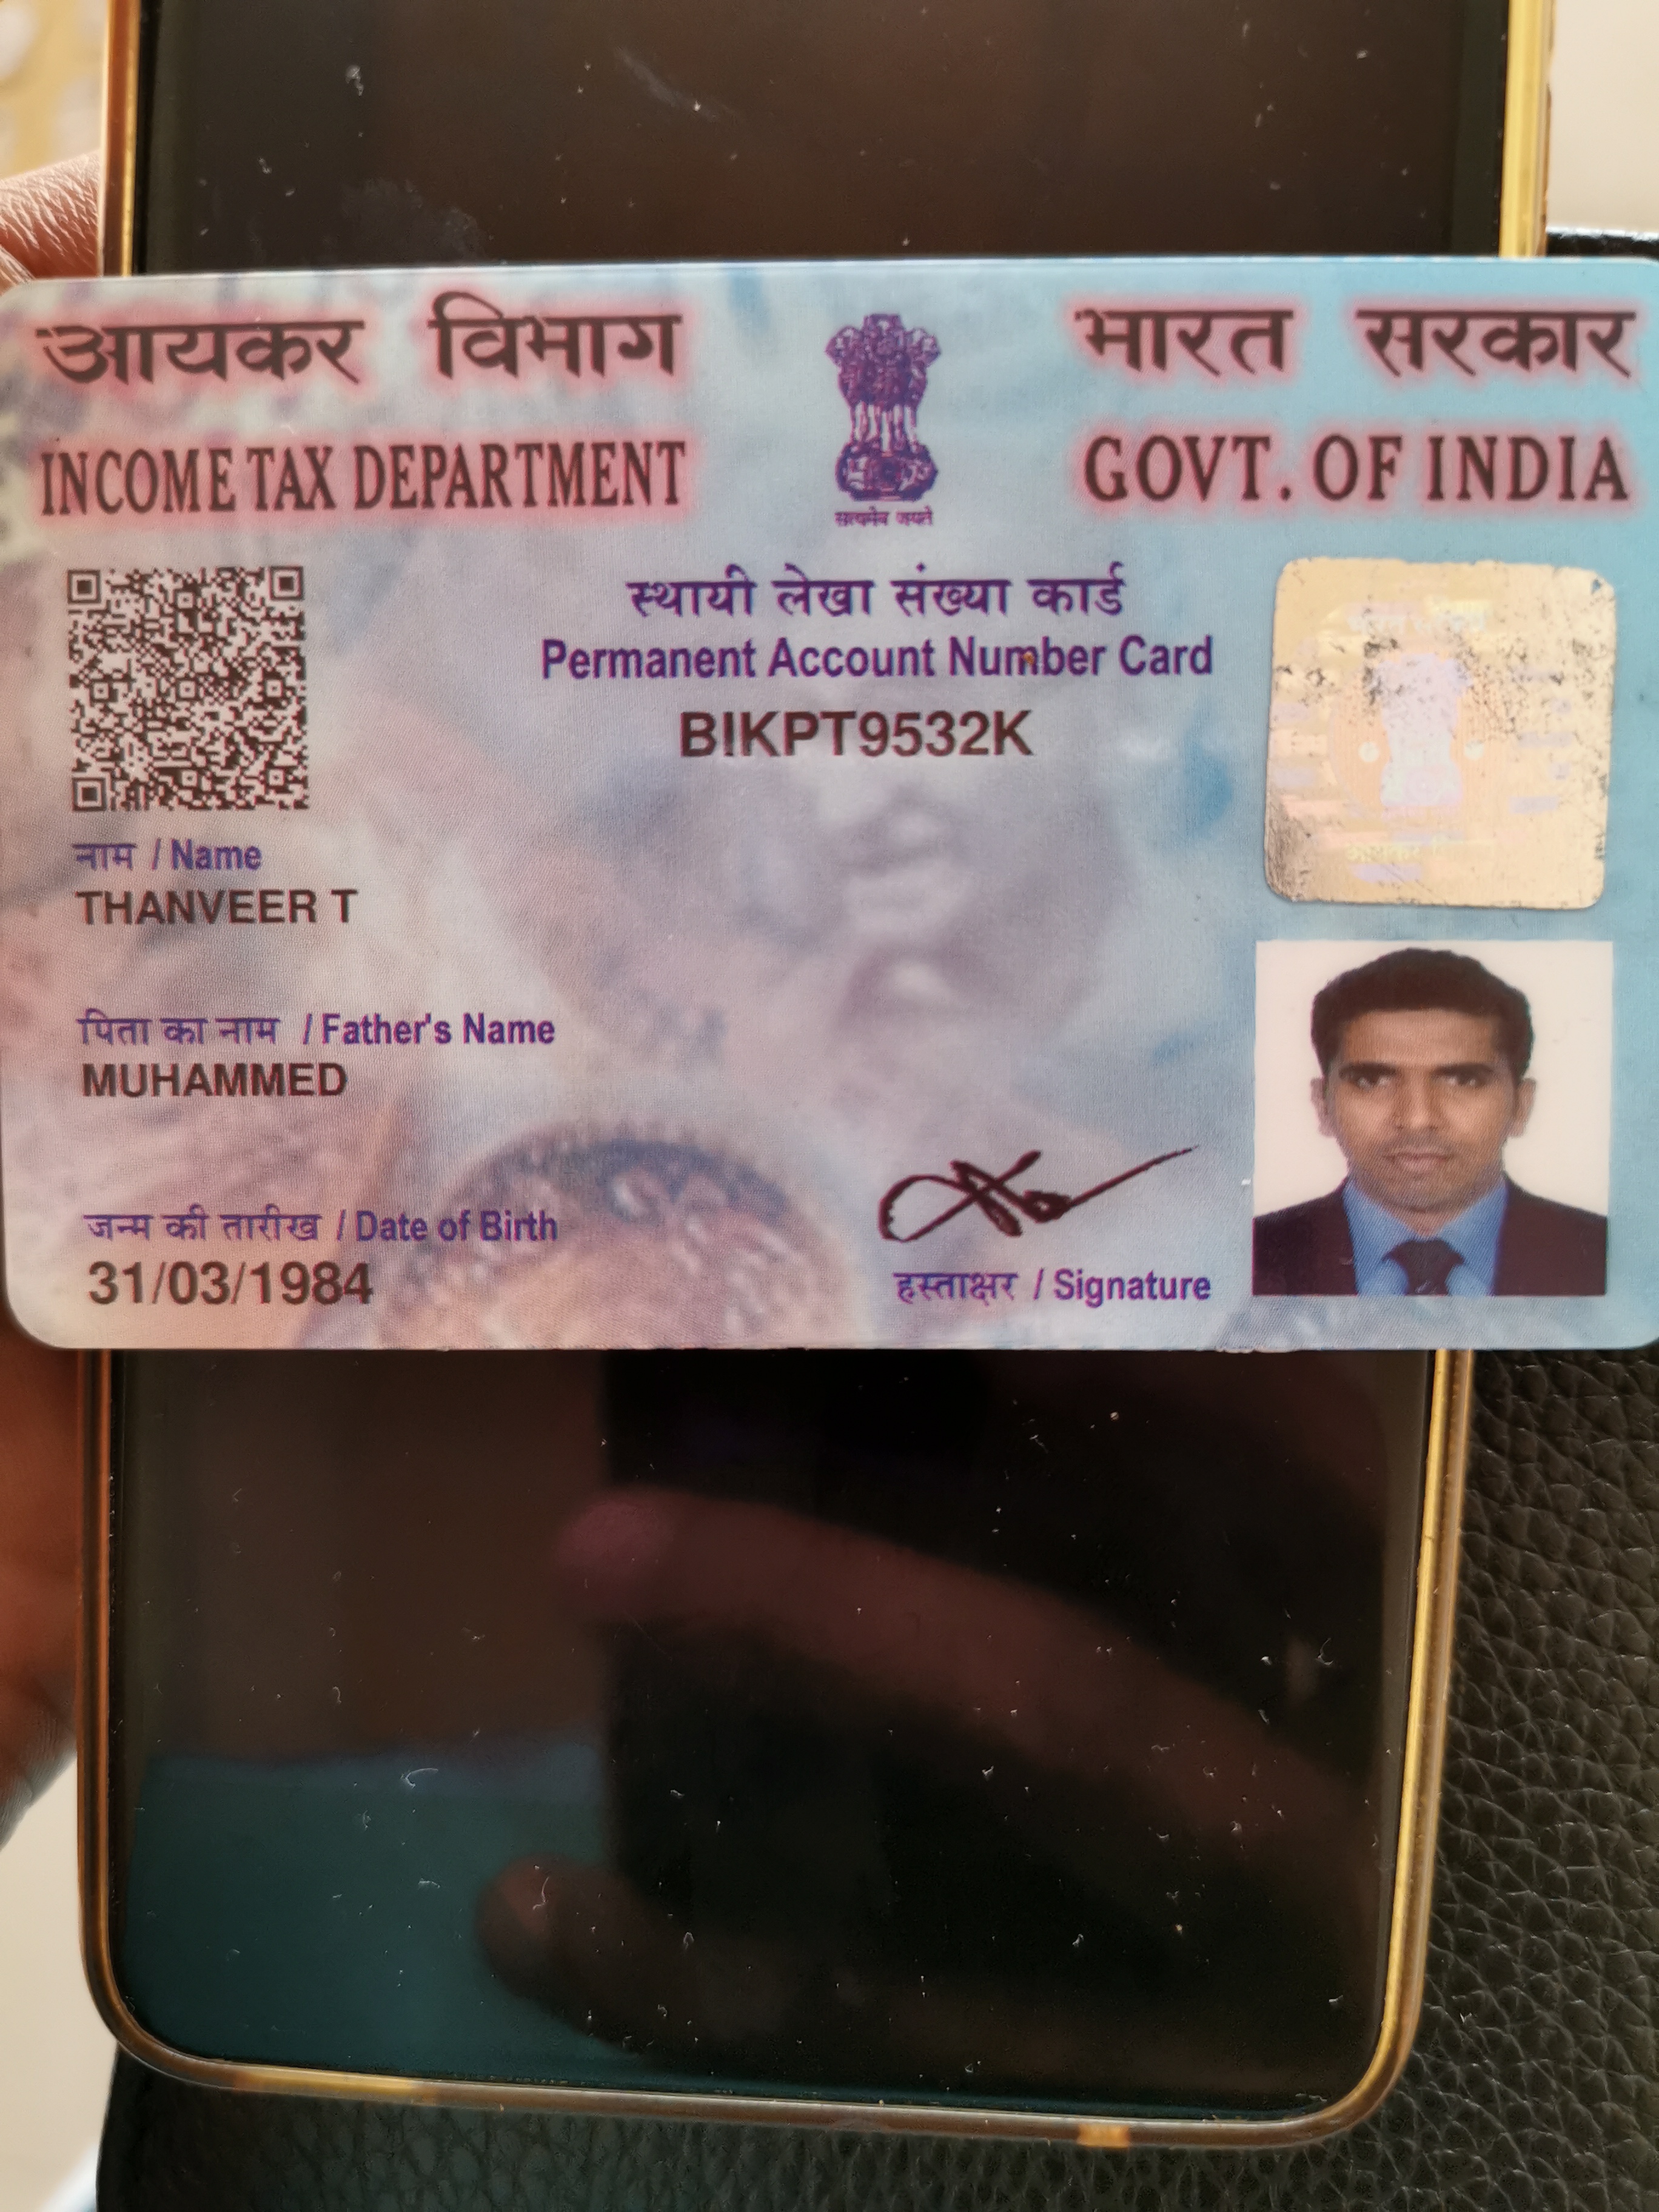 आयकर विभाग
INCOME TAX DEPARTMENT
सत्यमेव जयते
भारत सरकार
GOVT. OF INDIA
स्थायी लेखा संख्या कार्ड
Permanent Account Number Card
BIKPT9532K
नाम / Name
THANVEER T
पिता का नाम / Father's Name
MUHAMMED
जन्म की तारीख / Date of Birth
31/03/1984
हस्ताक्षर / Signature